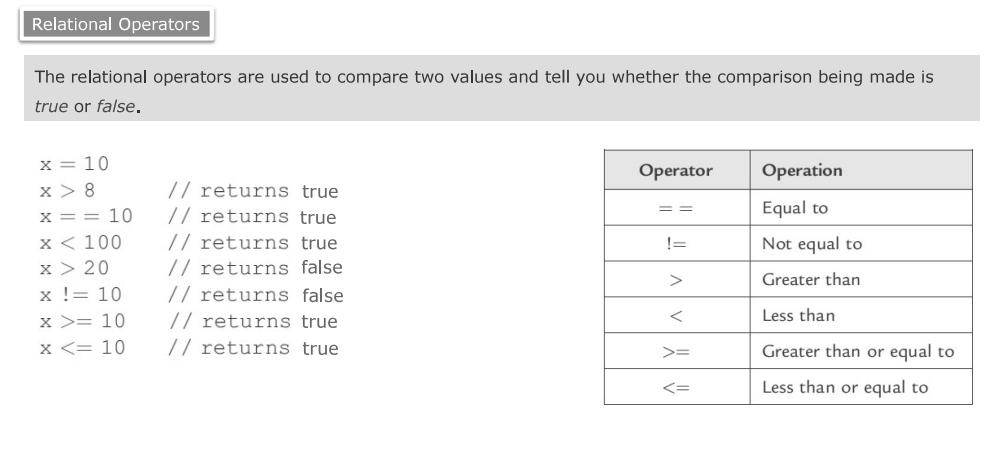 Relational Operators
The relational operators are used to compare two values and tell you whether the comparison being made is
true or false.
x = 10
x > 8 // returns true
x = = 10 // returns true
x < 100 // returns true
x > 20 // returns false
x != 10 // returns false
x >= 10 // returns true
x <= 10 // returns true
Operator Operation
= = Equal to
!= Not equal to
> Greater than
< Less than
>= Greater than or equal to
<= Less than or equal to